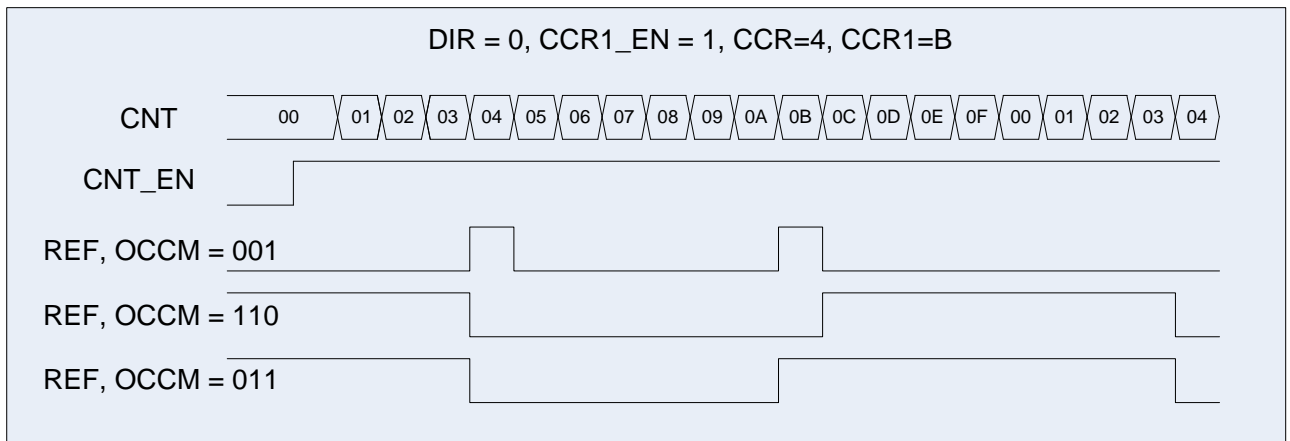 DIR = 0, CCR1_EN = 1, CCR=4, CCR1=B
CNT 00 01 02 03 04 05 06 07 08 09 0A 0B 0C 0D 0E 0F 00 01 02 03 04
CNT_EN
REF, OCCM = 001
REF, OCCM = 110
REF, OCCM = 011